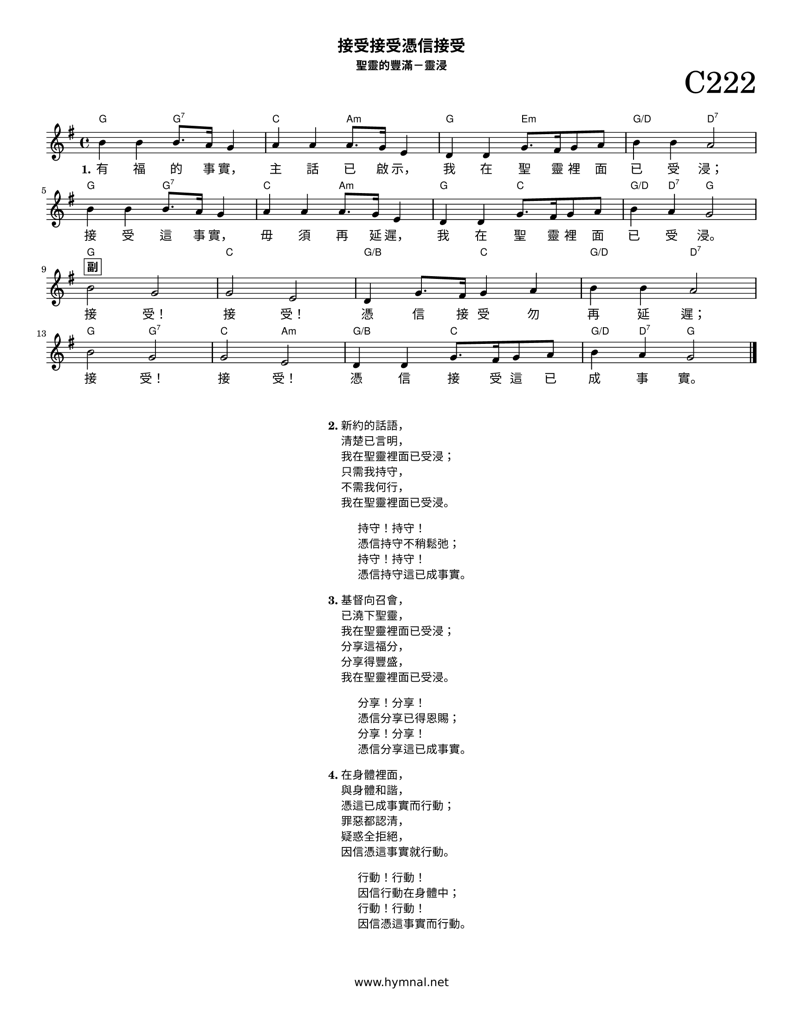 接受接受憑信接受
聖靈的豐滿－靈浸
C222
G G7 C Am G Em G/D D7
1. 有 福 的 事實， 主 話 已 啟示， 我 在 聖 靈裡 面 已 受 浸；
5 G G7 C Am G C G/D D7 G
接 受 這 事實， 毋 須 再 延遲， 我 在 聖 靈裡 面 已 受 浸。
9 G C G/B C G/D D7
副
接 受！ 接 受！ 憑 信 接 受 勿 再 延 遲；
13 G G7 C Am G/B C G/D D7 G
接 受！ 接 受！ 憑 信 接 受 這 已 成 事 實。
2. 新約的話語，
清楚已言明，
我在聖靈裡面已受浸；
只需我持守，
不需我何行，
我在聖靈裡面已受浸。
持守！持守！
憑信持守不稍鬆弛；
持守！持守！
憑信持守這已成事實。
3. 基督向召會，
已澆下聖靈，
我在聖靈裡面已受浸；
分享這福分，
分享得豐盛，
我在聖靈裡面已受浸。
分享！分享！
憑信分享已得恩賜；
分享！分享！
憑信分享這已成事實。
4. 在身體裡面，
與身體和諧，
憑這已成事實而行動；
罪惡都認清，
疑惑全拒絕，
因信憑這事實就行動。
行動！行動！
因信行動在身體中；
行動！行動！
因信憑這事實而行動。
www.hymnal.net